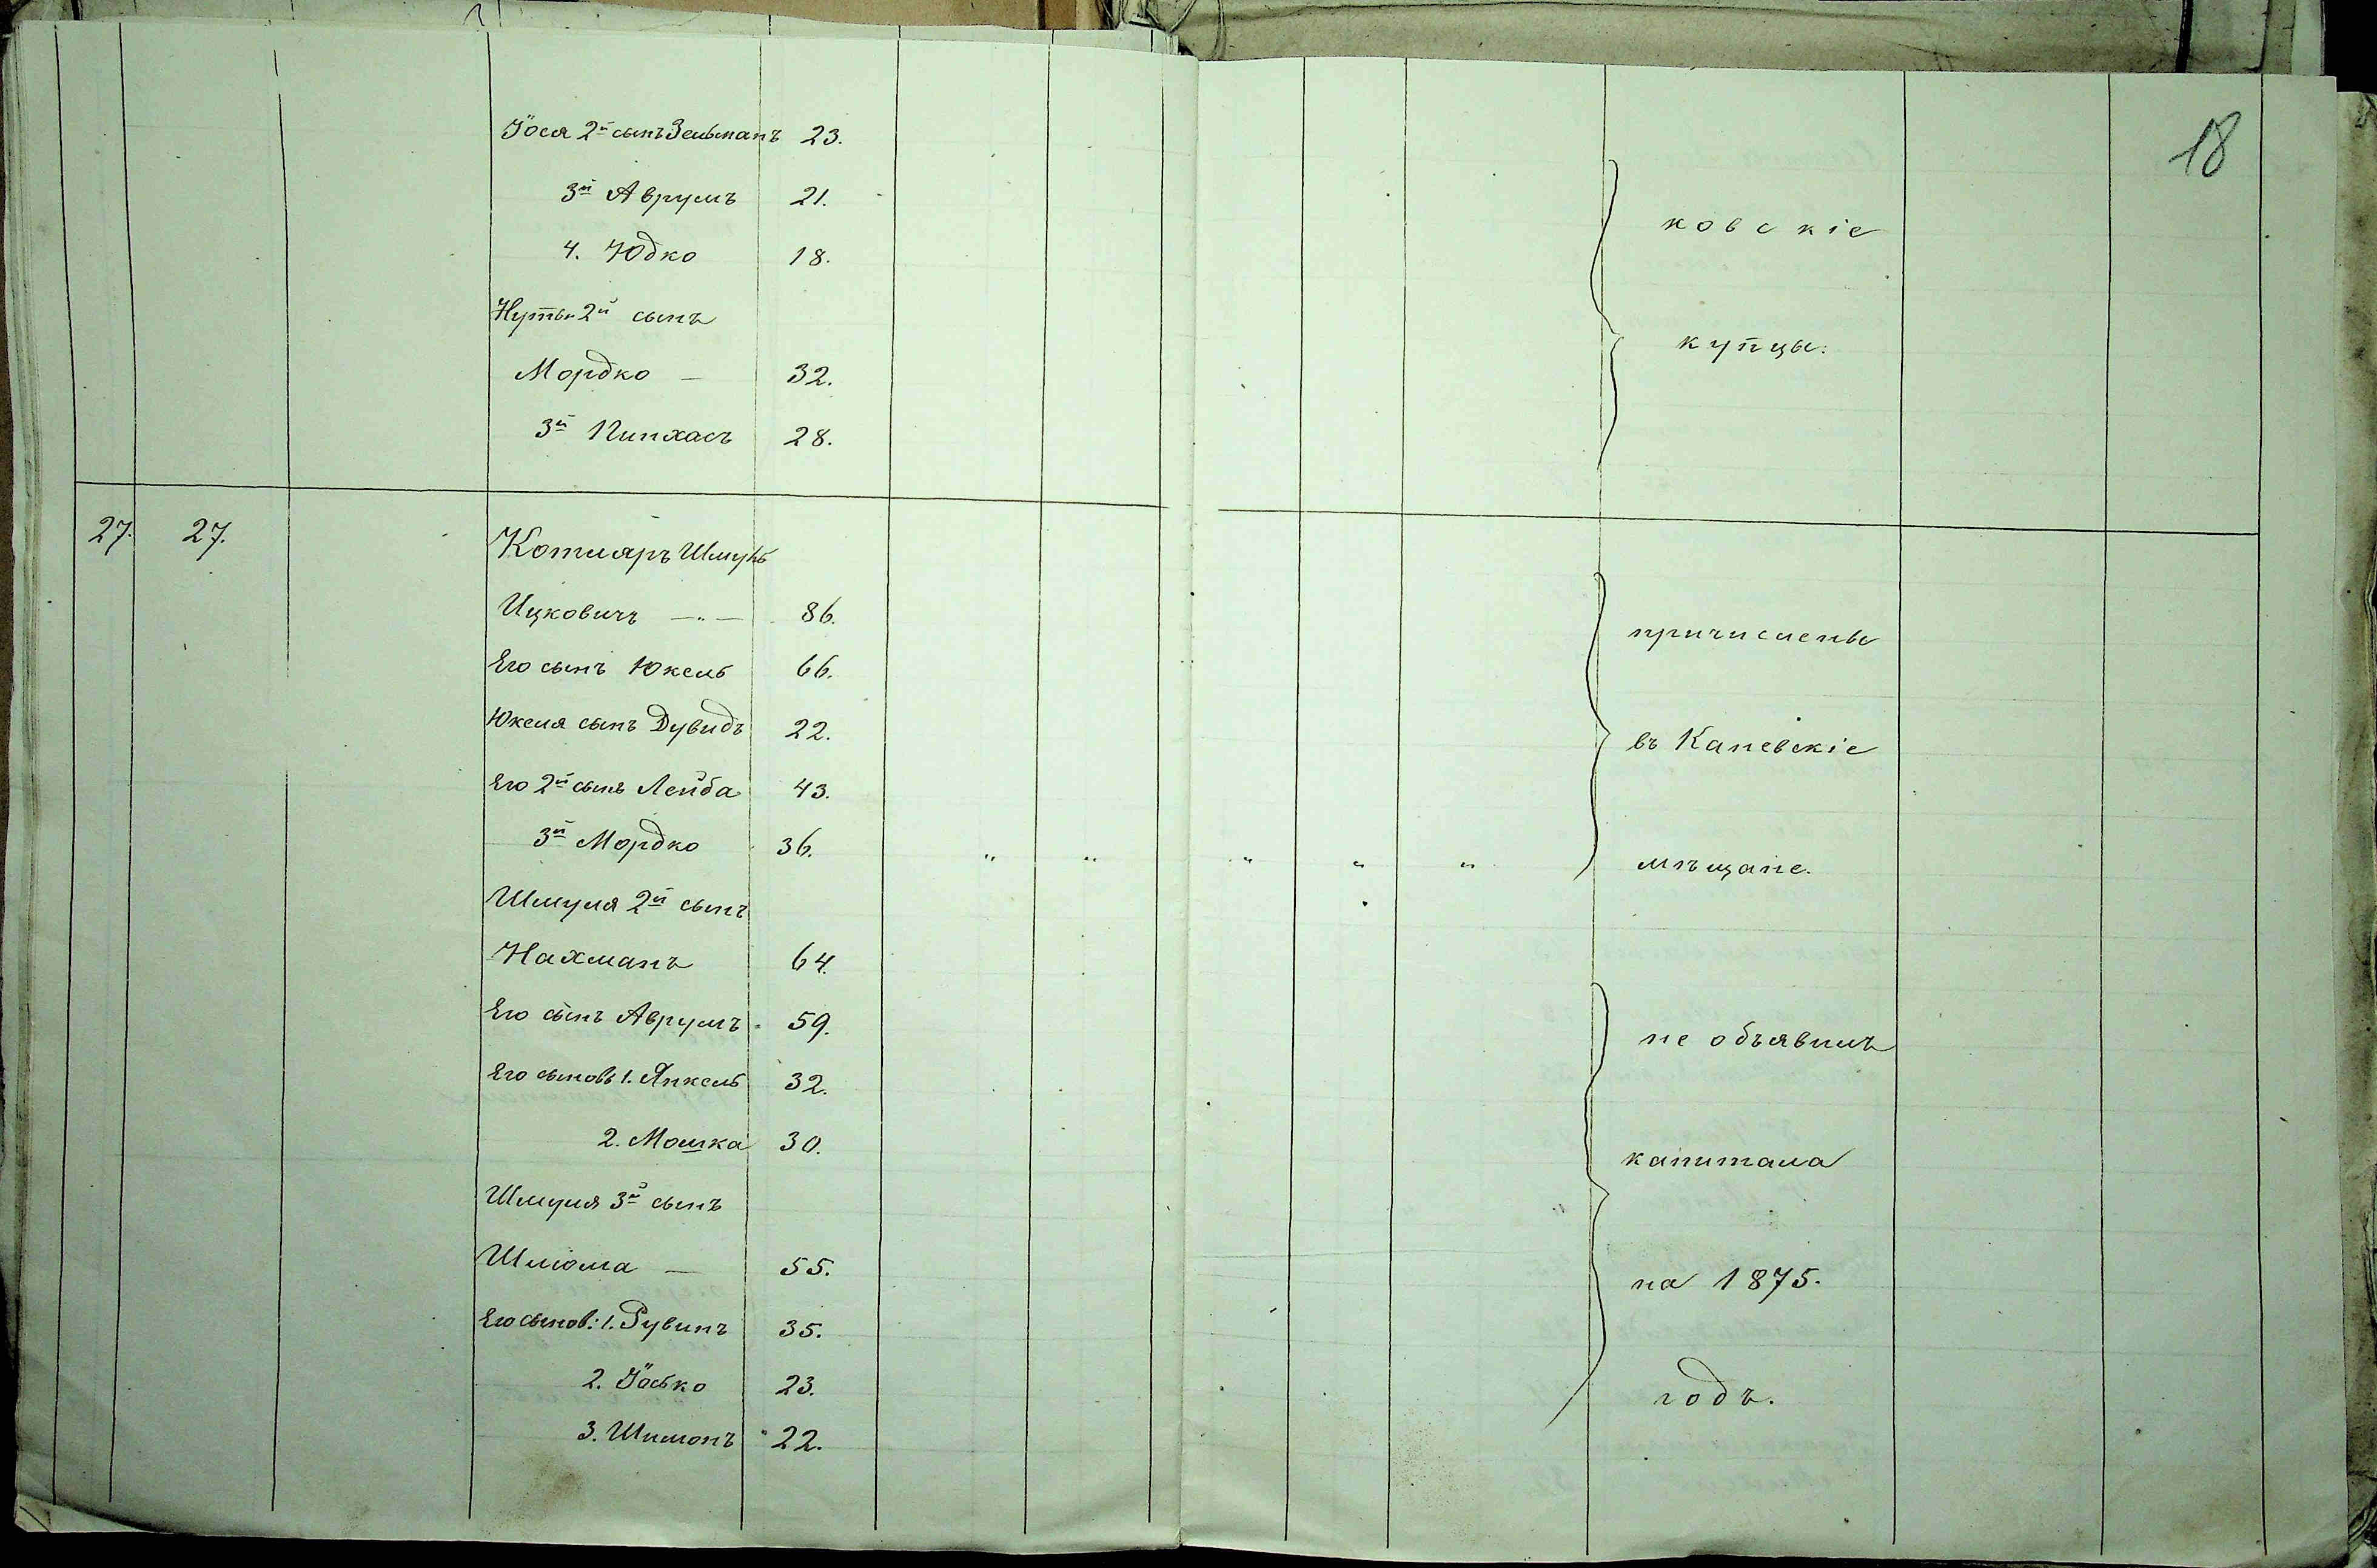 18
Іося 2й сынъ Зельманъ 23.
3й Аврумъ 21.
4. Юдко 18.
Нуты 2й сынъ
Мордко — 32.
3й Пинхасъ 28.
ковскіе
купцы.
27. 27. Котляръ Шмуль
Ицковичъ —"— 86.
Его сынъ Юкель 66.
Юкеля сынъ Дувидъ 22.
Его 2й сынъ Лейба 43.
3й Мордко 36. " " " " "
Шмуля 2й сынъ
Нахманъ 64.
Его сынъ Аврумъ 59.
Его сыновь 1. Янкель 32.
2. Мошка 30.
Шмуля 3й сынъ
Шліома — 55.
Его сынов: 1. Рувинъ 35.
2. Іосько 23.
3. Шимонъ 22.
причислены
въ Каневскіе
мѣщане.
не объявилъ
капитала
на 1875.
годъ.